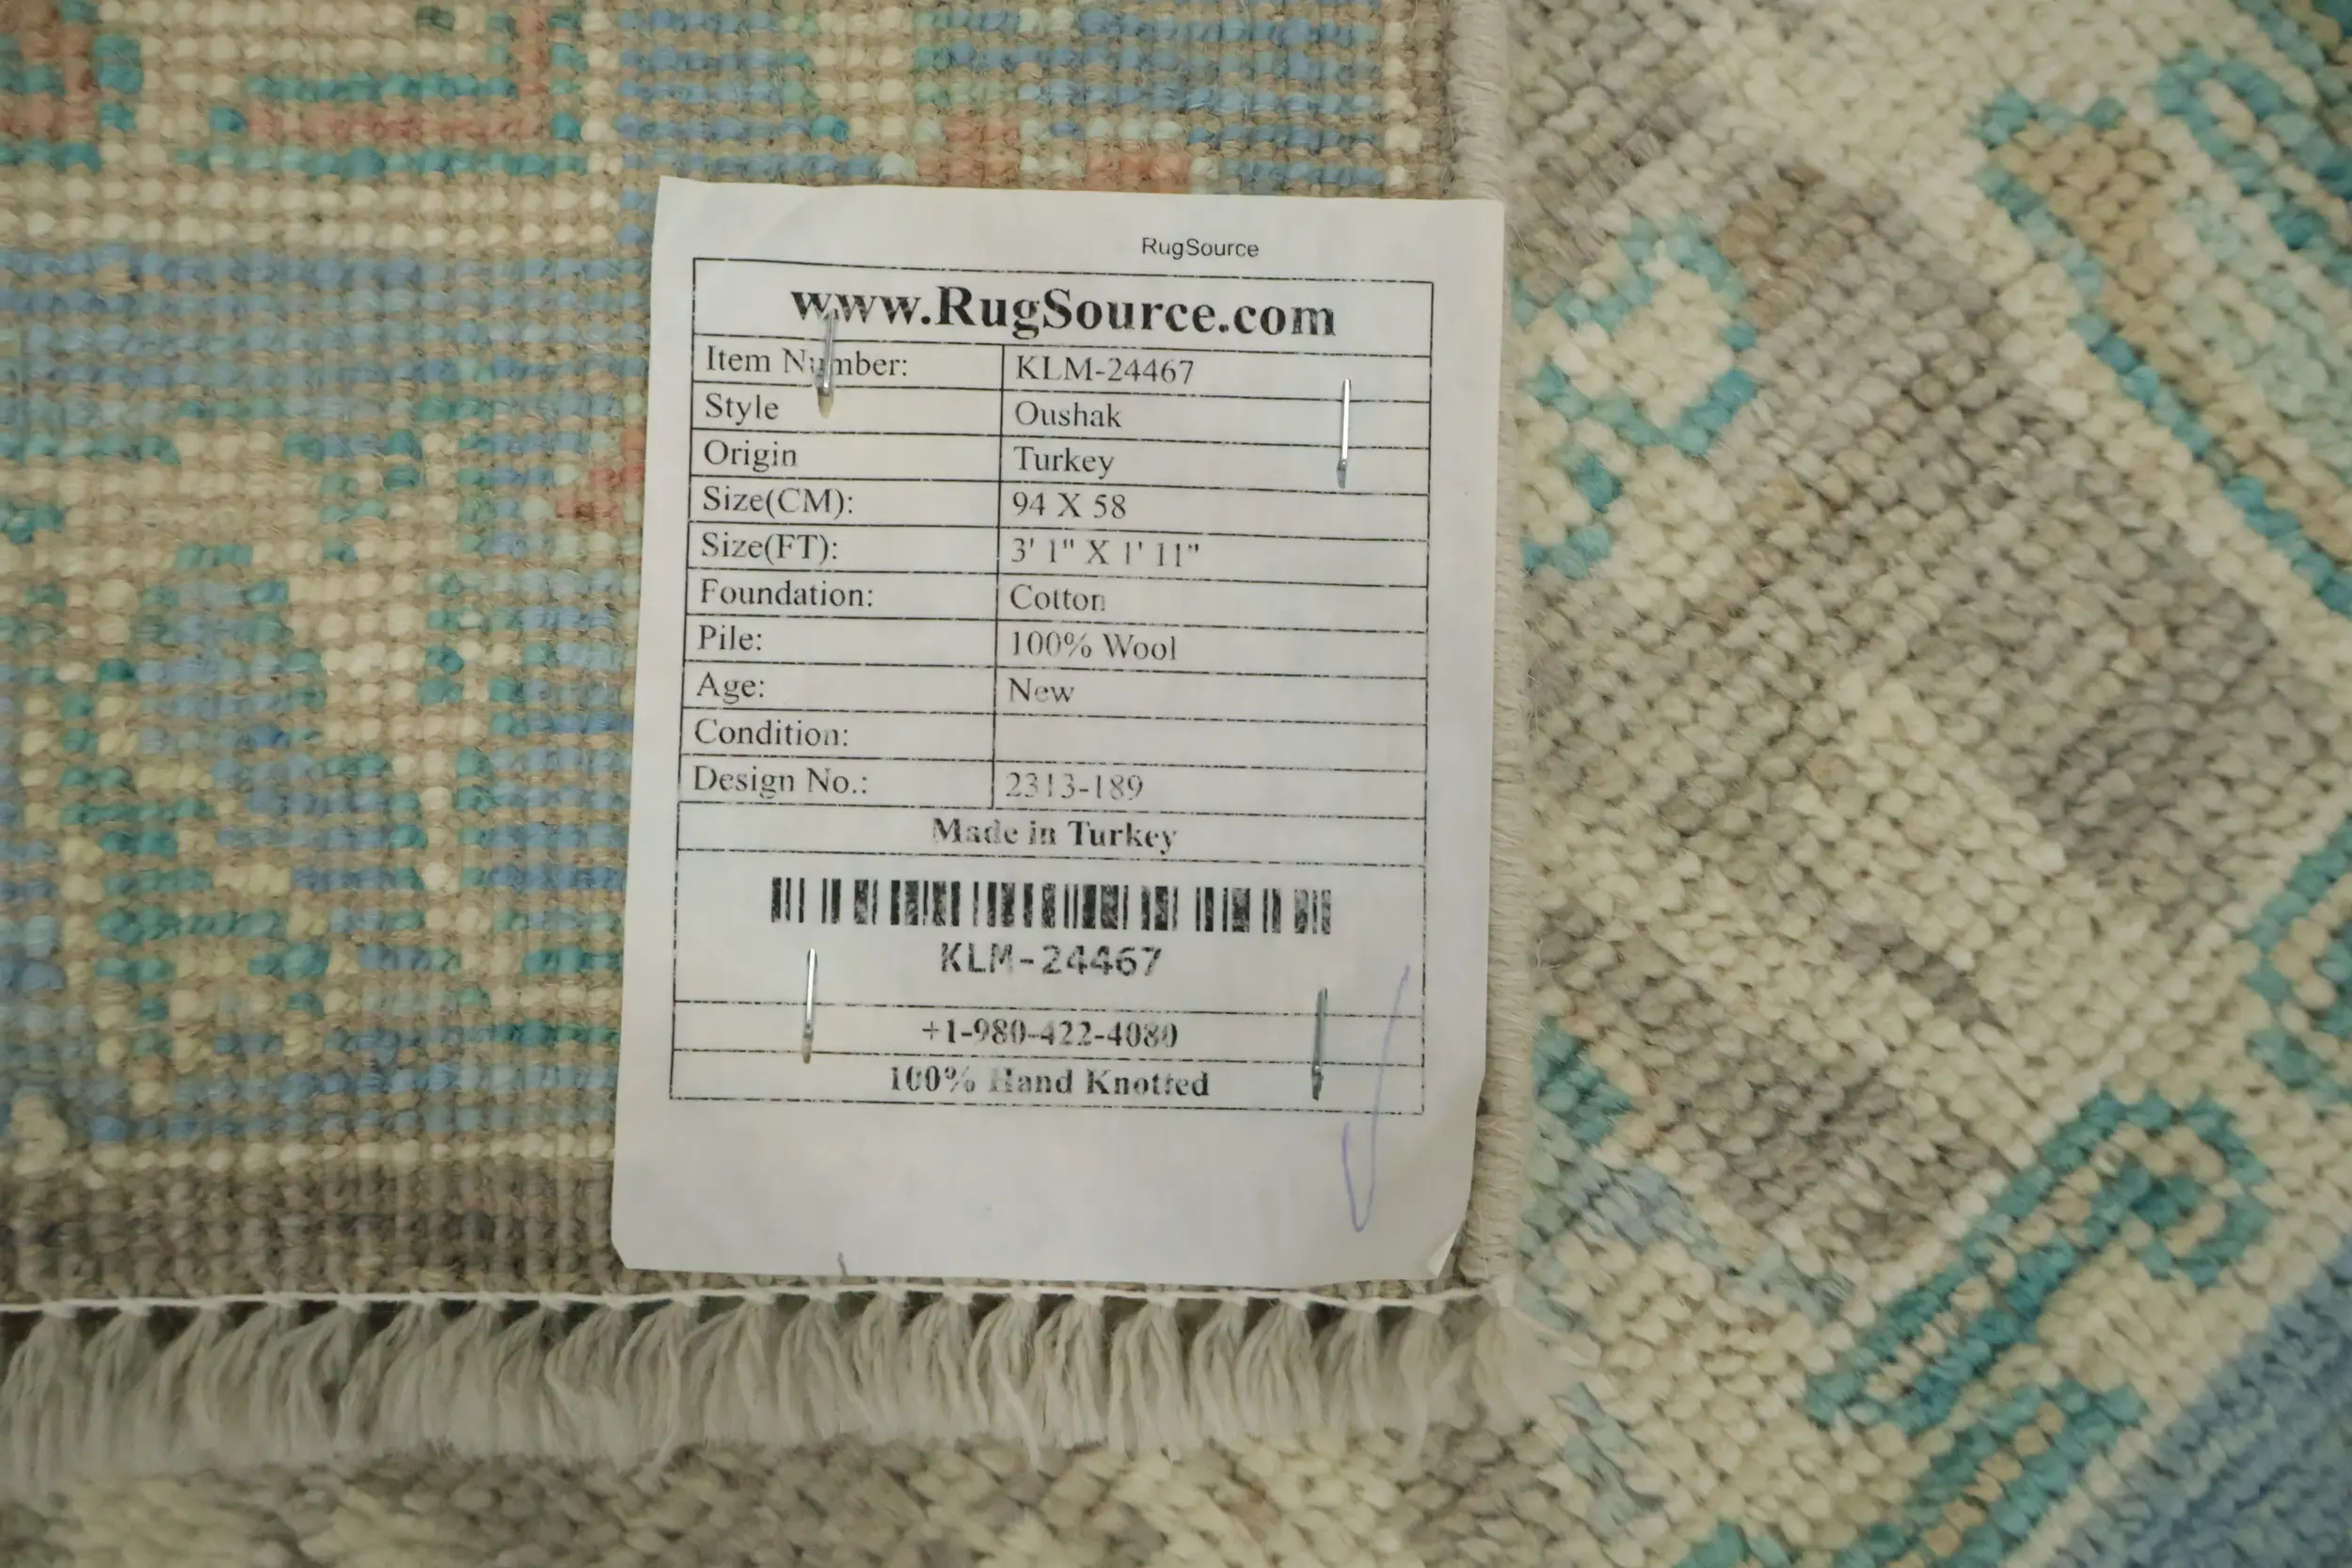 RugSource
www.RugSource.com
Item Number: KLM-24467
Style Oushak
Origin Turkey
Size(CM): 94 X 58
Size(FT): 3' 1" X 1' 11"
Foundation: Cotton
Pile: 100% Wool
Age: New
Condition:
Design No.: 2313-189
Made in Turkey
KLM-24467
+1-980-422-4080
100% Hand Knotted